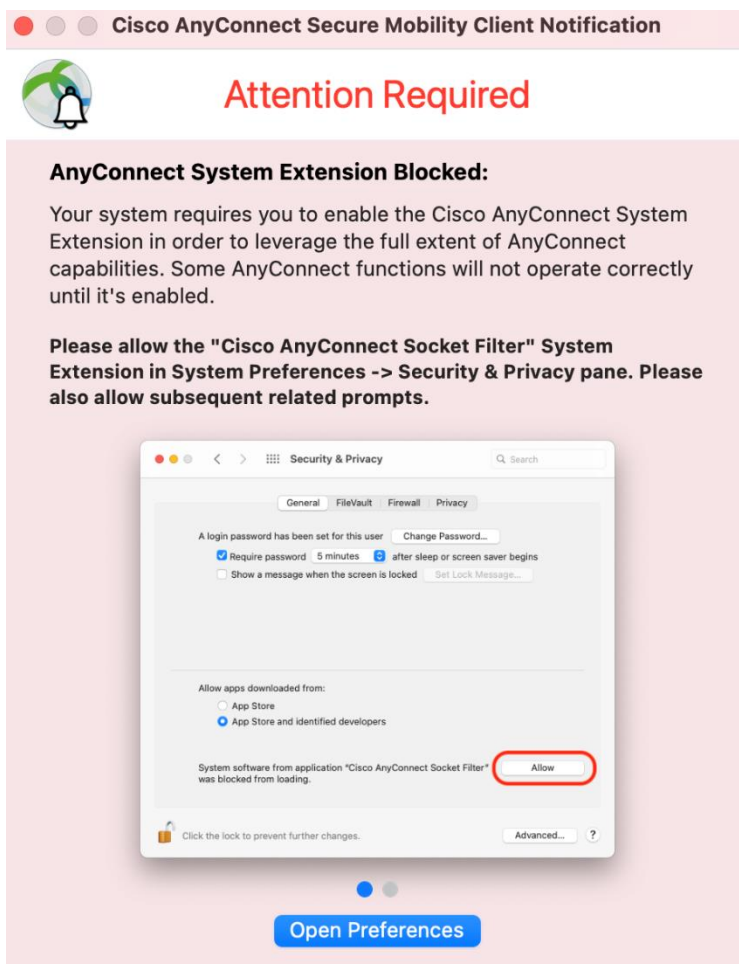 Cisco AnyConnect Secure Mobility Client Notification
Attention Required
AnyConnect System Extension Blocked:
Your system requires you to enable the Cisco AnyConnect System
Extension in order to leverage the full extent of AnyConnect
capabilities. Some AnyConnect functions will not operate correctly
until it's enabled.
Please allow the "Cisco AnyConnect Socket Filter" System
Extension in System Preferences -> Security & Privacy pane. Please
also allow subsequent related prompts.
Security & Privacy
Search
General FileVault Firewall Privacy
A login password has been set for this user Change Password...
Require password 5 minutes after sleep or screen saver begins
Show a message when the screen is locked Set Lock Message...
Allow apps downloaded from:
App Store
App Store and identified developers
System software from application "Cisco AnyConnect Socket Filter" Allow
was blocked from loading.
Click the lock to prevent further changes. Advanced... ?
Open Preferences